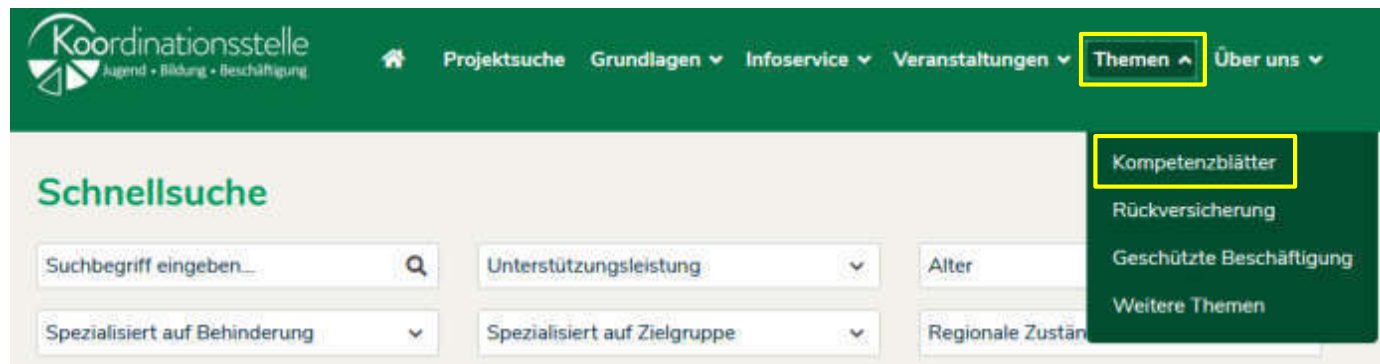 Koordinationsstelle
Jugend • Bildung • Beschäftigung
Projektsuche Grundlagen Infoservice Veranstaltungen Themen Über uns
Kompetenzblätter
Schnellsuche
Rückversicherung
Suchbegriff eingeben... Unterstützungsleistung Alter
Geschützte Beschäftigung
Weitere Themen
Spezialisiert auf Behinderung Spezialisiert auf Zielgruppe Regionale Zustän